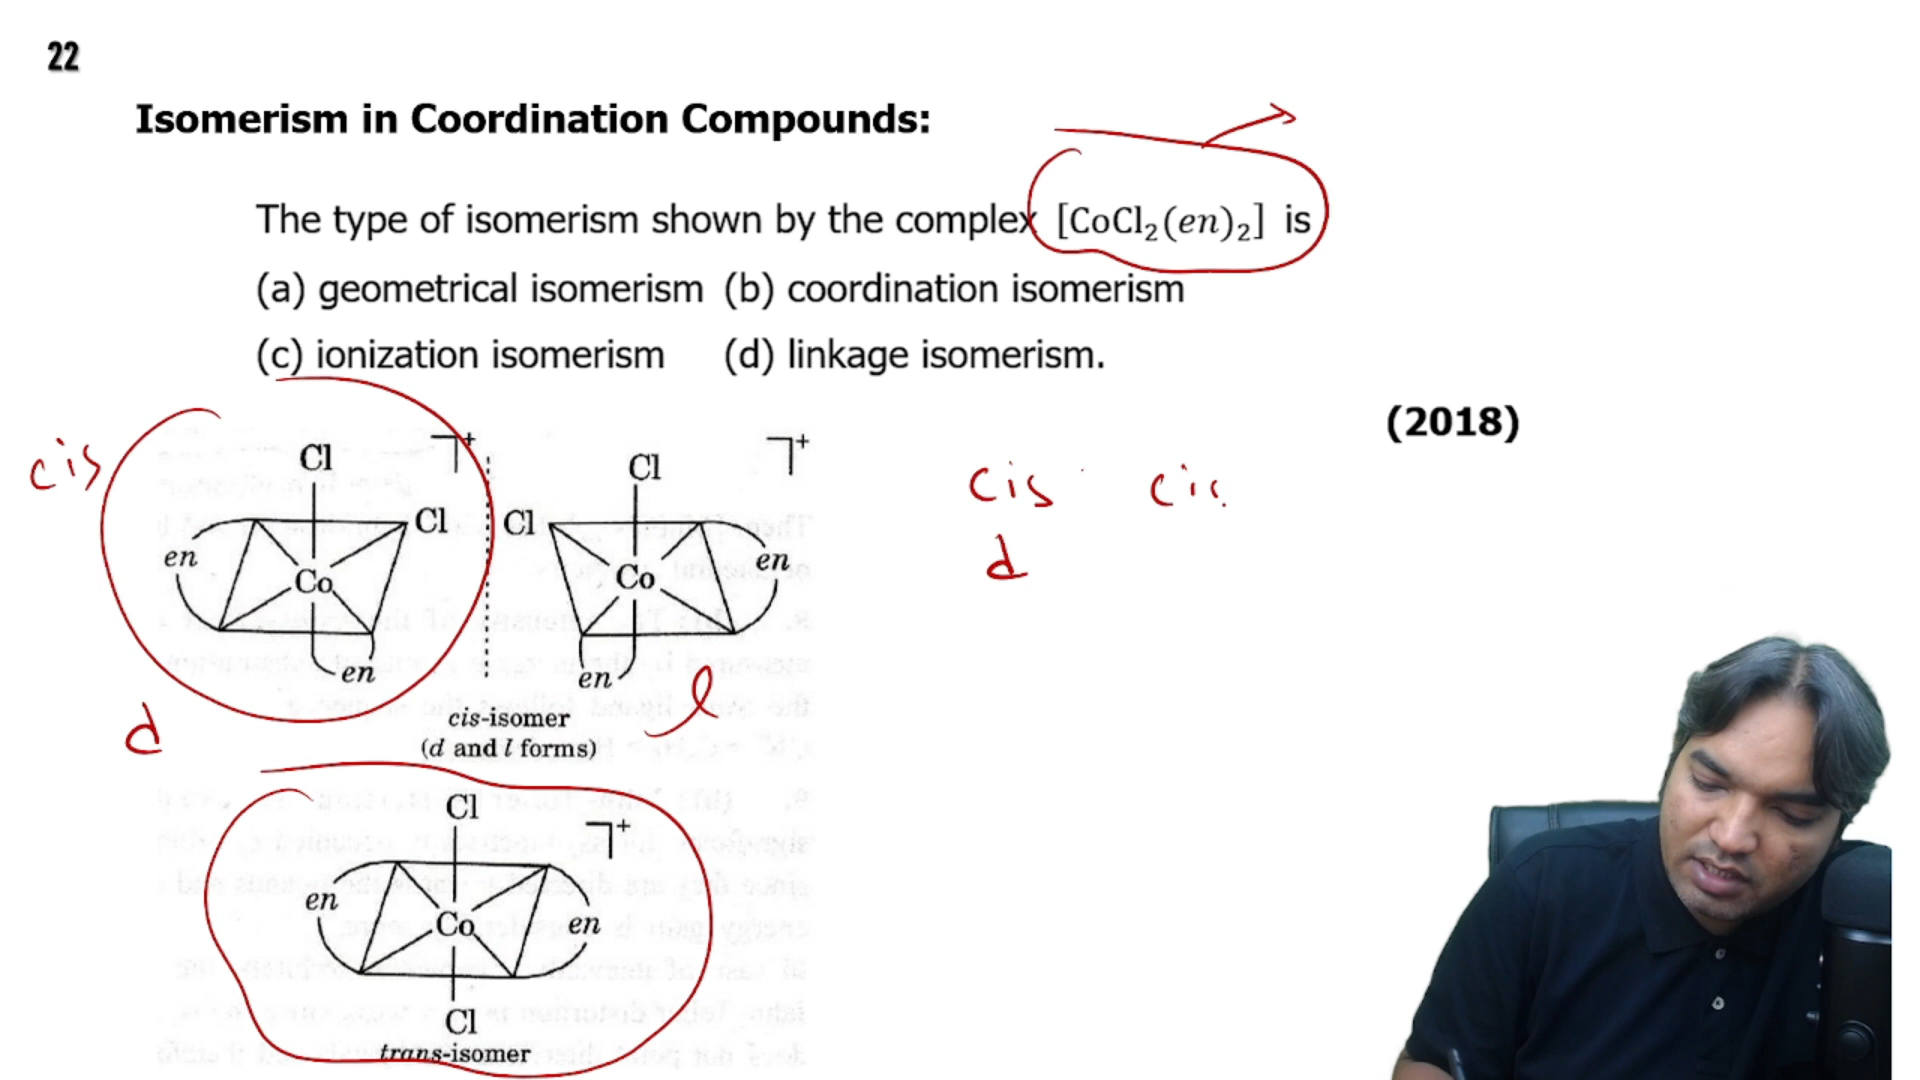 22
Isomerism in Coordination Compounds:
The type of isomerism shown by the complex [CoCl₂(en)₂] is
(a) geometrical isomerism (b) coordination isomerism
(c) ionization isomerism (d) linkage isomerism.
(2018)
cis
Cl
Cl
en
Co
en
+
d
Cl
Cl
en
Co
en
+
l
cis-isomer
(d and l forms)
cis cis
d
Cl
+
en
Co
en
Cl
trans-isomer